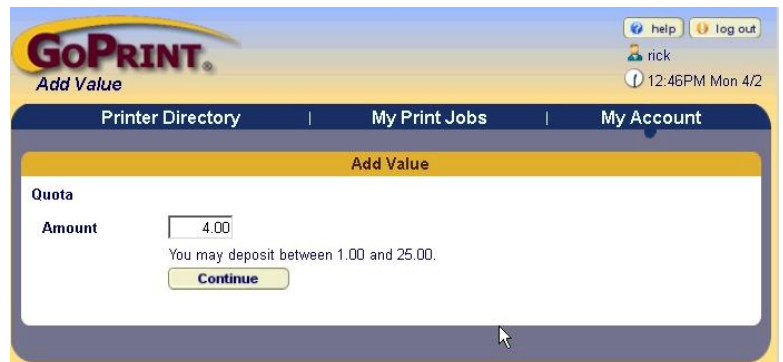 help
log out
GOPRINT®
rick
Add Value
12:46PM Mon 4/2
Printer Directory | My Print Jobs | My Account
Add Value
Quota
Amount 4.00
You may deposit between 1.00 and 25.00.
Continue